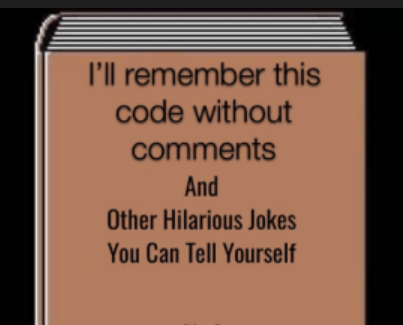 I'll remember this
code without
comments
And
Other Hilarious Jokes
You Can Tell Yourself